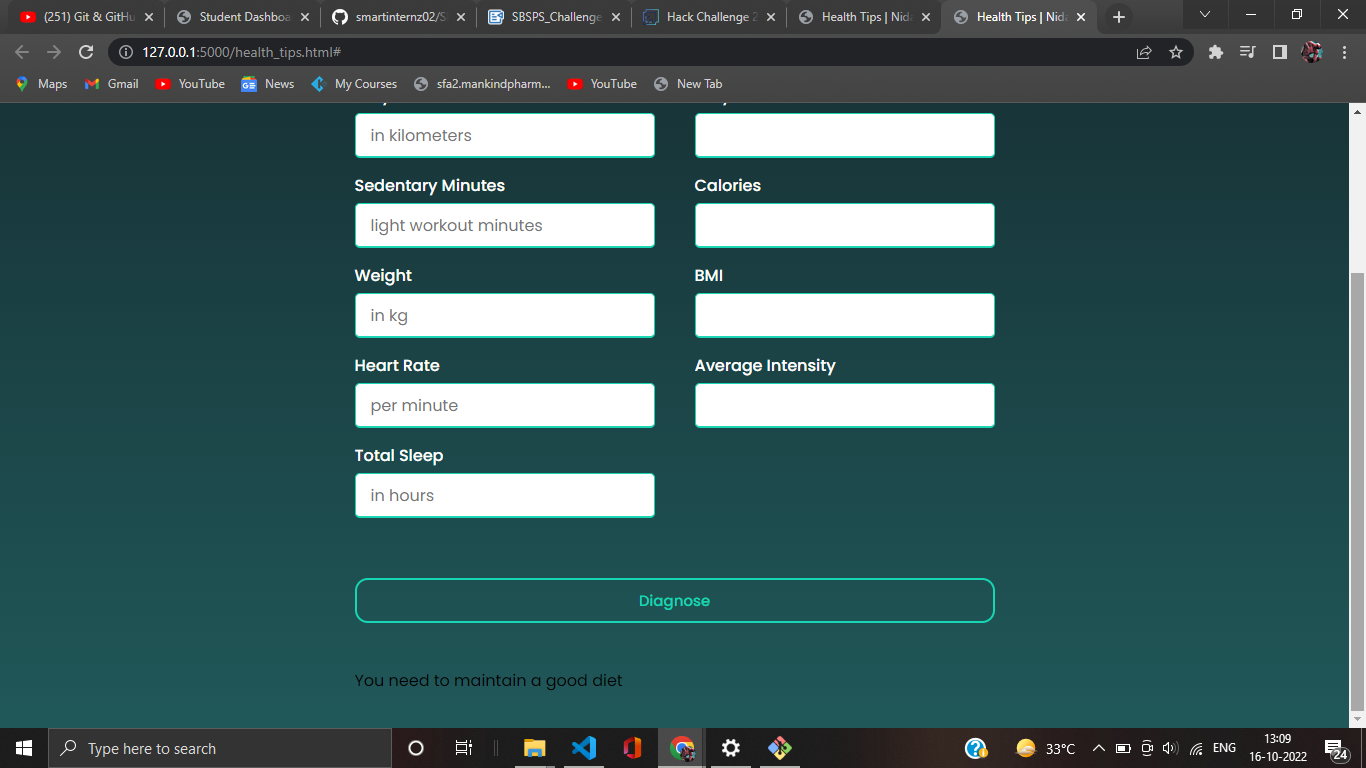 (251) Git & GitHu
Student Dashboa
smartinternz02/S
SBSPS_Challenge
Hack Challenge 2
Health Tips | Nida
Health Tips | Nida
127.0.0.1:5000/health_tips.html#
Maps
Gmail
YouTube
News
My Courses
sfa2.mankindpharm...
YouTube
New Tab
in kilometers
Sedentary Minutes
Calories
light workout minutes
Weight
BMI
in kg
Heart Rate
Average Intensity
per minute
Total Sleep
in hours
Diagnose
You need to maintain a good diet
Type here to search
33°C
ENG
13:09
16-10-2022
24